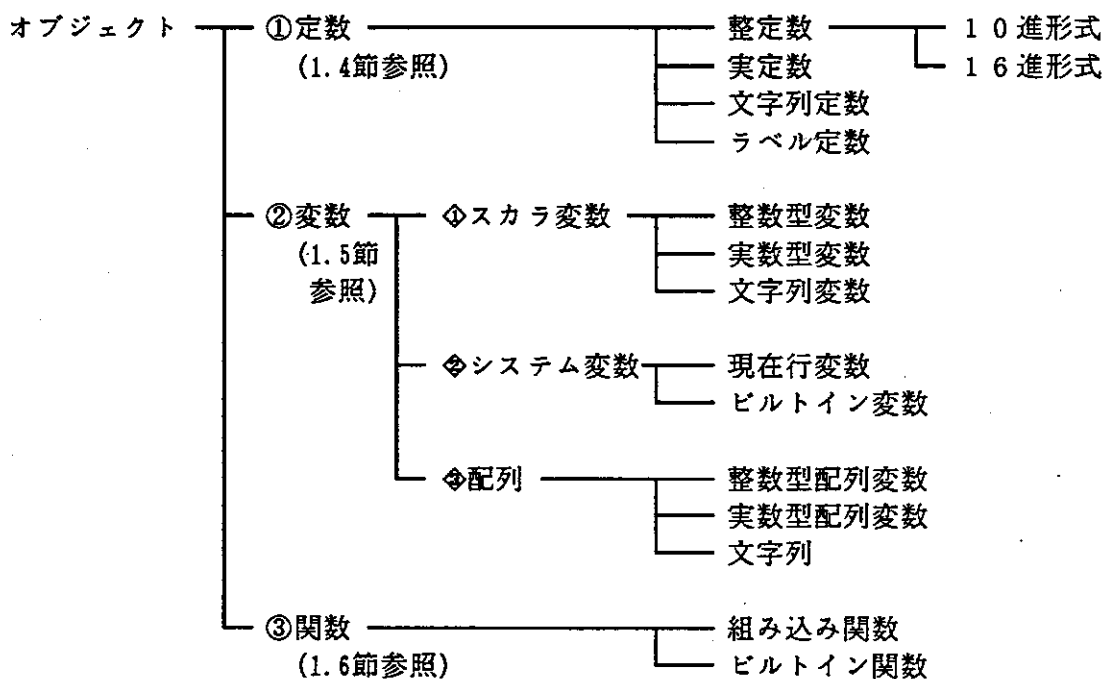 オブジェクト ①定数 整定数 １０進形式
(1.4節参照) 実定数 １６進形式
文字列定数
ラベル定数
②変数 ①スカラ変数 整数型変数
(1.5節 実数型変数
参照) 文字列変数
②システム変数 現在行変数
ビルトイン変数
③配列 整数型配列変数
実数型配列変数
文字列
③関数 組み込み関数
(1.6節参照) ビルトイン関数